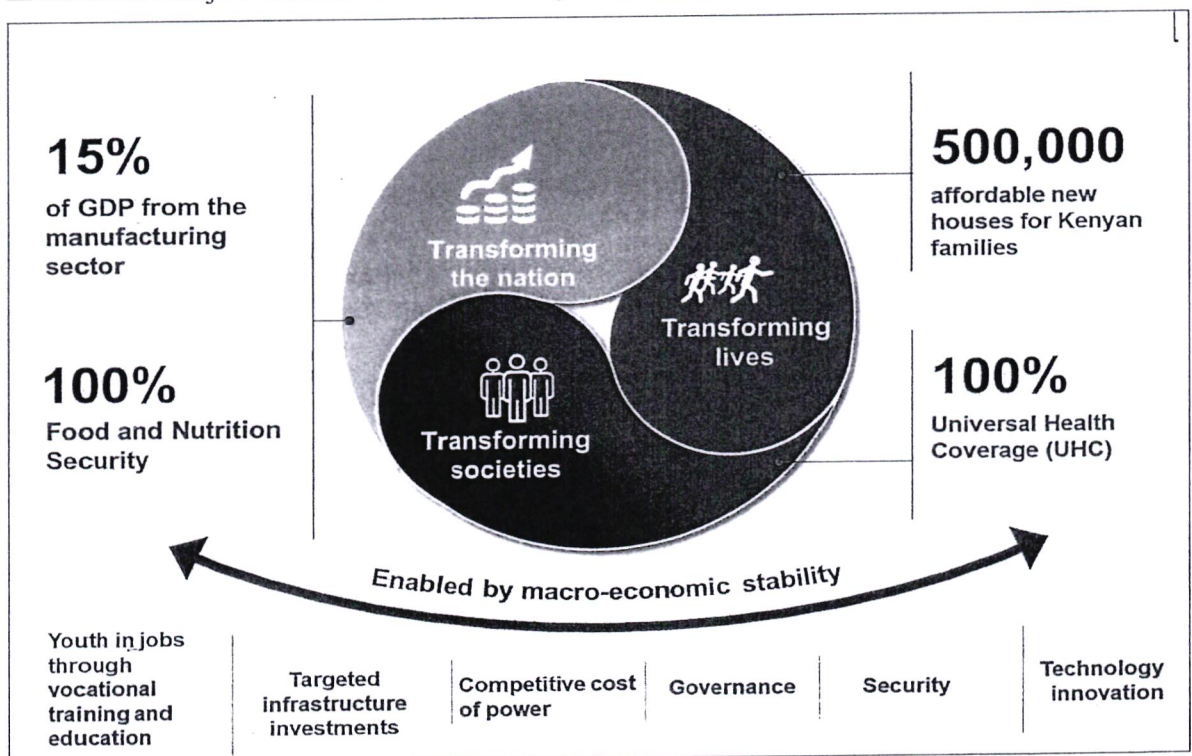 15%
of GDP from the
manufacturing
sector
100%
Food and Nutrition
Security
Transforming
the nation
Transforming
lives
Transforming
societies
500,000
affordable new
houses for Kenyan
families
100%
Universal Health
Coverage (UHC)
Enabled by macro-economic stability
Youth in jobs
through
vocational
training and
education
Targeted
infrastructure
investments
Competitive cost
of power
Governance
Security
Technology
innovation